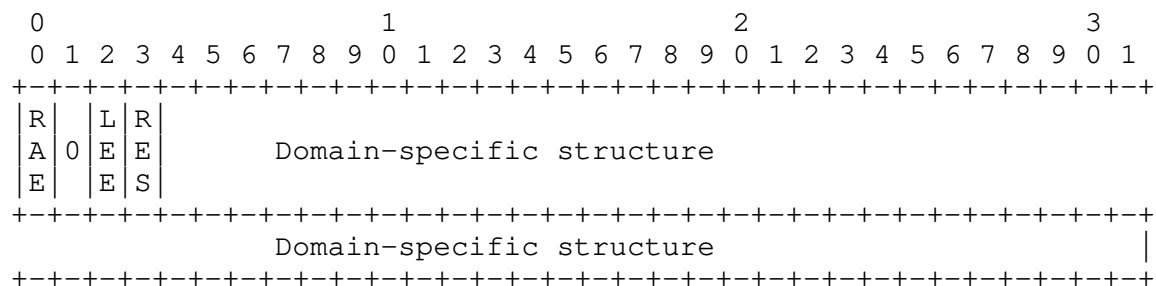 0                   1                   2                   3
 0 1 2 3 4 5 6 7 8 9 0 1 2 3 4 5 6 7 8 9 0 1 2 3 4 5 6 7 8 9 0 1
+-+-+-+-+-+-+-+-+-+-+-+-+-+-+-+-+-+-+-+-+-+-+-+-+-+-+-+-+-+-+-+-+
|R| |L|R|
|A|0|E|E|      Domain-specific structure
|E| |E|S|
+-+-+-+-+-+-+-+-+-+-+-+-+-+-+-+-+-+-+-+-+-+-+-+-+-+-+-+-+-+-+-+-+
               Domain-specific structure                        |
+-+-+-+-+-+-+-+-+-+-+-+-+-+-+-+-+-+-+-+-+-+-+-+-+-+-+-+-+-+-+-+-+